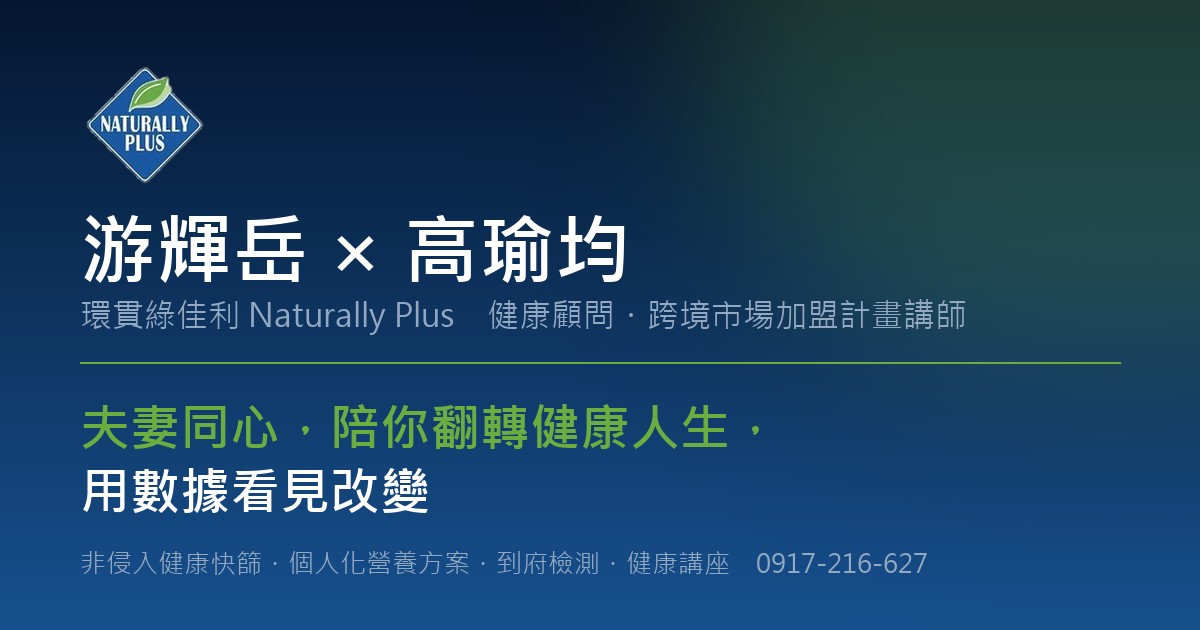 NATURALLY
PLUS
游輝岳 × 高瑜均
環貫綠佳利 Naturally Plus 健康顧問・跨境市場加盟計畫講師
夫妻同心，陪你翻轉健康人生，
用數據看見改變
非侵入健康快篩・個人化營養方案・到府檢測・健康講座 0917-216-627